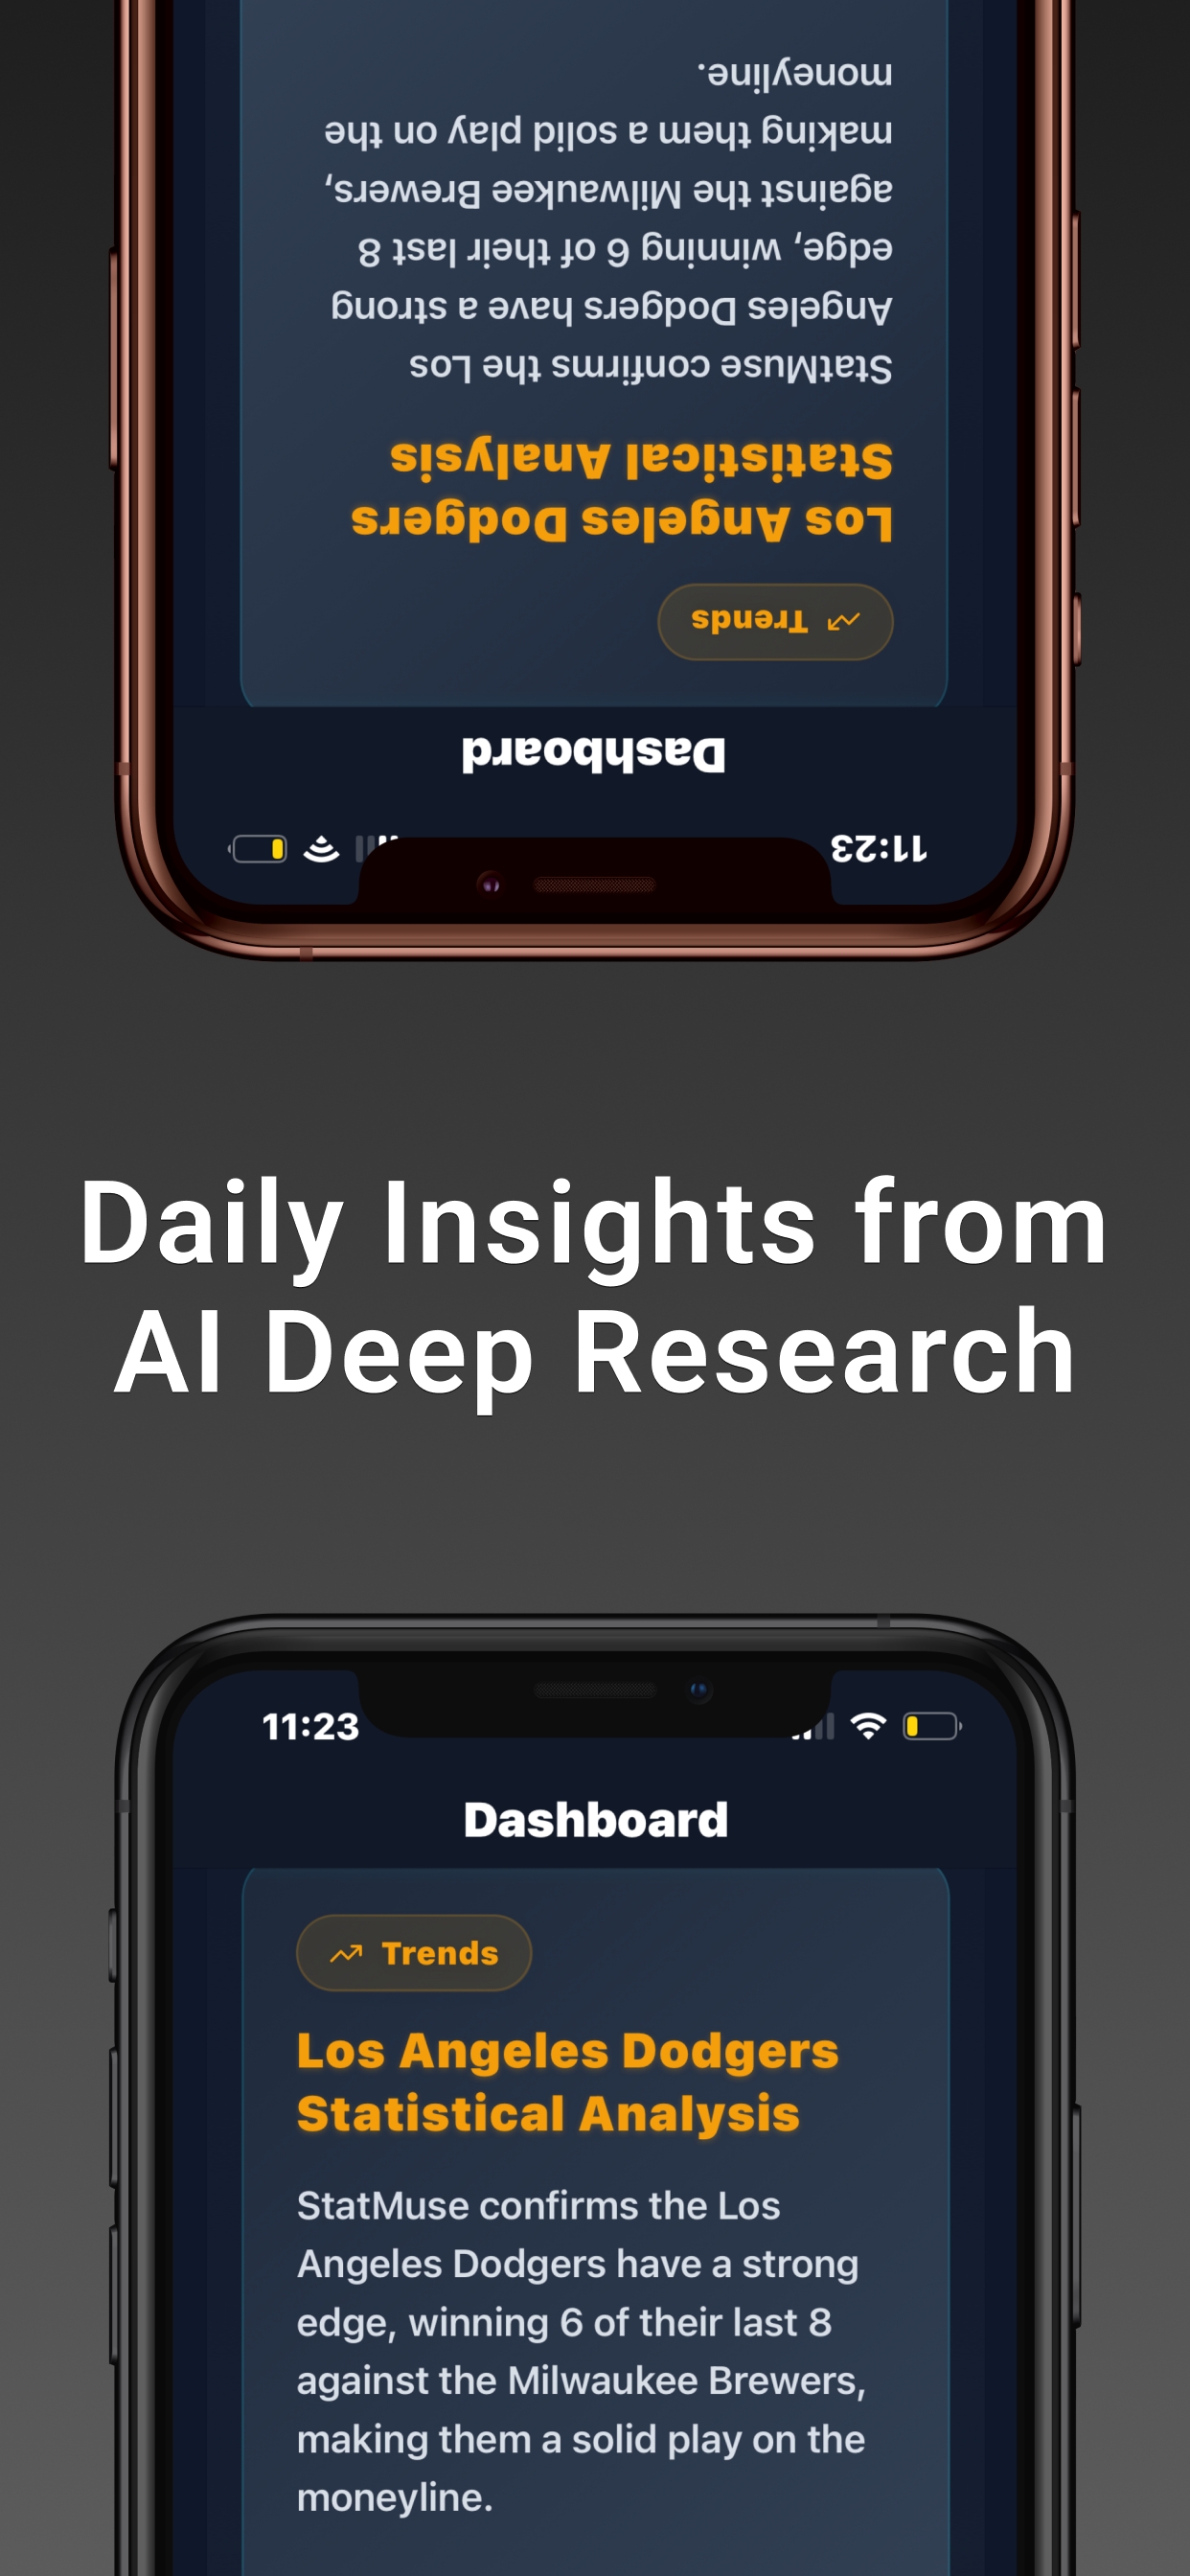 moneyline.
making them a solid play on the
against the Milwaukee Brewers,
edge, winning 6 of their last 8
Angeles Dodgers have a strong
StatMuse confirms the Los
Statistical Analysis
Los Angeles Dodgers
Trends
Dashboard
11:23
Daily Insights from
AI Deep Research
11:23
Dashboard
Trends
Los Angeles Dodgers
Statistical Analysis
StatMuse confirms the Los
Angeles Dodgers have a strong
edge, winning 6 of their last 8
against the Milwaukee Brewers,
making them a solid play on the
moneyline.